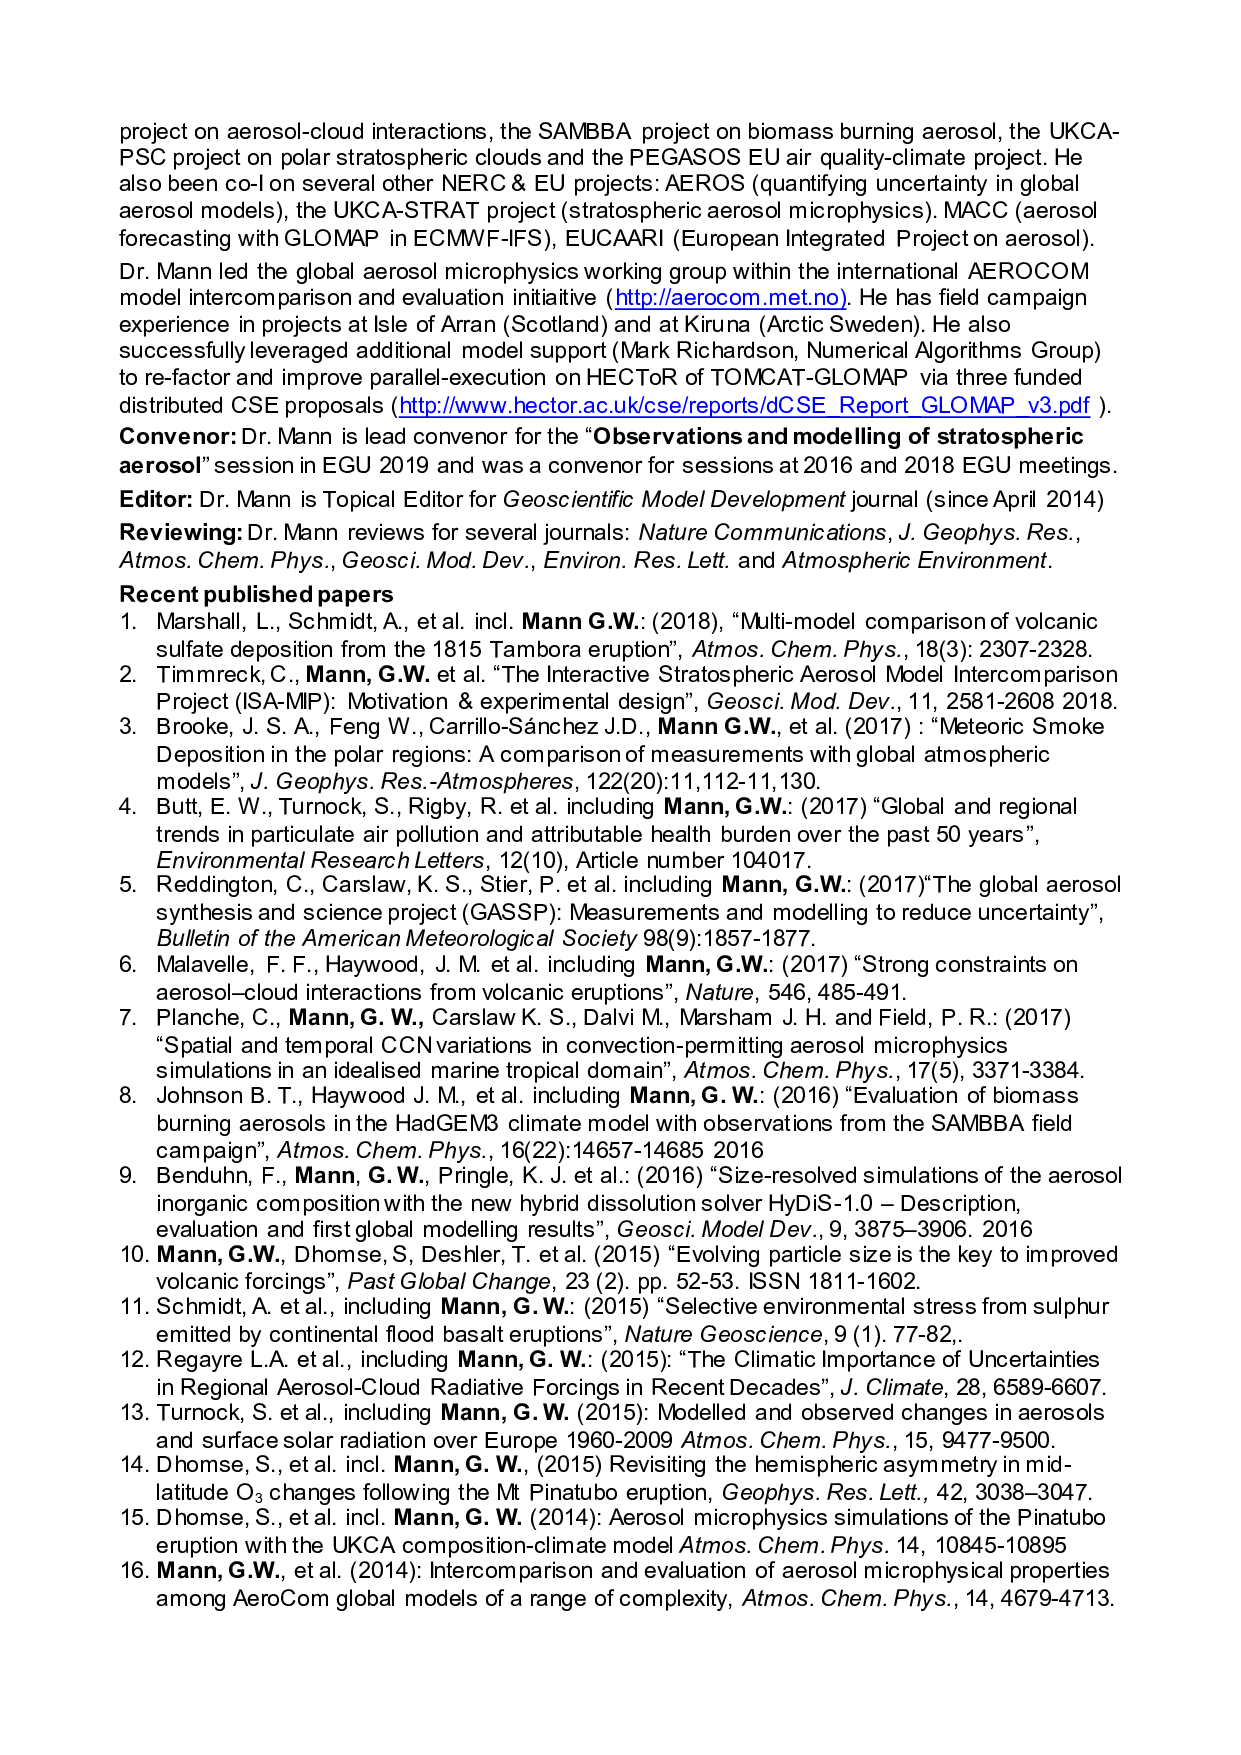 project on aerosol-cloud interactions, the SAMBBA project on biomass burning aerosol, the UKCA-
PSC project on polar stratospheric clouds and the PEGASOS EU air quality-climate project. He
also been co-I on several other NERC & EU projects: AEROS (quantifying uncertainty in global
aerosol models), the UKCA-STRAT project (stratospheric aerosol microphysics). MACC (aerosol
forecasting with GLOMAP in ECMWF-IFS), EUCAARI (European Integrated Project on aerosol).
Dr. Mann led the global aerosol microphysics working group within the international AEROCOM
model intercomparison and evaluation initiaitive (http://aerocom.met.no). He has field campaign
experience in projects at Isle of Arran (Scotland) and at Kiruna (Arctic Sweden). He also
successfully leveraged additional model support (Mark Richardson, Numerical Algorithms Group)
to re-factor and improve parallel-execution on HECToR of TOMCAT-GLOMAP via three funded
distributed CSE proposals (http://www.hector.ac.uk/cse/reports/dCSE_Report_GLOMAP_v3.pdf ).
Convenor: Dr. Mann is lead convenor for the “Observations and modelling of stratospheric
aerosol” session in EGU 2019 and was a convenor for sessions at 2016 and 2018 EGU meetings.
Editor: Dr. Mann is Topical Editor for Geoscientific Model Development journal (since April 2014)
Reviewing: Dr. Mann reviews for several journals: Nature Communications, J. Geophys. Res.,
Atmos. Chem. Phys., Geosci. Mod. Dev., Environ. Res. Lett. and Atmospheric Environment.
Recent published papers
1. Marshall, L., Schmidt, A., et al. incl. Mann G.W.: (2018), “Multi-model comparison of volcanic
sulfate deposition from the 1815 Tambora eruption”, Atmos. Chem. Phys., 18(3): 2307-2328.
2. Timmreck, C., Mann, G.W. et al. “The Interactive Stratospheric Aerosol Model Intercomparison
Project (ISA-MIP): Motivation & experimental design”, Geosci. Mod. Dev., 11, 2581-2608 2018.
3. Brooke, J. S. A., Feng W., Carrillo-Sánchez J.D., Mann G.W., et al. (2017) : “Meteoric Smoke
Deposition in the polar regions: A comparison of measurements with global atmospheric
models”, J. Geophys. Res.-Atmospheres, 122(20):11,112-11,130.
4. Butt, E. W., Turnock, S., Rigby, R. et al. including Mann, G.W.: (2017) “Global and regional
trends in particulate air pollution and attributable health burden over the past 50 years”,
Environmental Research Letters, 12(10), Article number 104017.
5. Reddington, C., Carslaw, K. S., Stier, P. et al. including Mann, G.W.: (2017)“The global aerosol
synthesis and science project (GASSP): Measurements and modelling to reduce uncertainty”,
Bulletin of the American Meteorological Society 98(9):1857-1877.
6. Malavelle, F. F., Haywood, J. M. et al. including Mann, G.W.: (2017) “Strong constraints on
aerosol–cloud interactions from volcanic eruptions”, Nature, 546, 485-491.
7. Planche, C., Mann, G. W., Carslaw K. S., Dalvi M., Marsham J. H. and Field, P. R.: (2017)
“Spatial and temporal CCN variations in convection-permitting aerosol microphysics
simulations in an idealised marine tropical domain”, Atmos. Chem. Phys., 17(5), 3371-3384.
8. Johnson B. T., Haywood J. M., et al. including Mann, G. W.: (2016) “Evaluation of biomass
burning aerosols in the HadGEM3 climate model with observations from the SAMBBA field
campaign”, Atmos. Chem. Phys., 16(22):14657-14685 2016
9. Benduhn, F., Mann, G. W., Pringle, K. J. et al.: (2016) “Size-resolved simulations of the aerosol
inorganic composition with the new hybrid dissolution solver HyDiS-1.0 – Description,
evaluation and first global modelling results”, Geosci. Model Dev., 9, 3875–3906. 2016
10. Mann, G.W., Dhomse, S, Deshler, T. et al. (2015) “Evolving particle size is the key to improved
volcanic forcings”, Past Global Change, 23 (2). pp. 52-53. ISSN 1811-1602.
11. Schmidt, A. et al., including Mann, G. W.: (2015) “Selective environmental stress from sulphur
emitted by continental flood basalt eruptions”, Nature Geoscience, 9 (1). 77-82,.
12. Regayre L.A. et al., including Mann, G. W.: (2015): “The Climatic Importance of Uncertainties
in Regional Aerosol-Cloud Radiative Forcings in Recent Decades”, J. Climate, 28, 6589-6607.
13. Turnock, S. et al., including Mann, G. W. (2015): Modelled and observed changes in aerosols
and surface solar radiation over Europe 1960-2009 Atmos. Chem. Phys., 15, 9477-9500.
14. Dhomse, S., et al. incl. Mann, G. W., (2015) Revisiting the hemispheric asymmetry in mid-
latitude O₃ changes following the Mt Pinatubo eruption, Geophys. Res. Lett., 42, 3038–3047.
15. Dhomse, S., et al. incl. Mann, G. W. (2014): Aerosol microphysics simulations of the Pinatubo
eruption with the UKCA composition-climate model Atmos. Chem. Phys. 14, 10845-10895
16. Mann, G.W., et al. (2014): Intercomparison and evaluation of aerosol microphysical properties
among AeroCom global models of a range of complexity, Atmos. Chem. Phys., 14, 4679-4713.